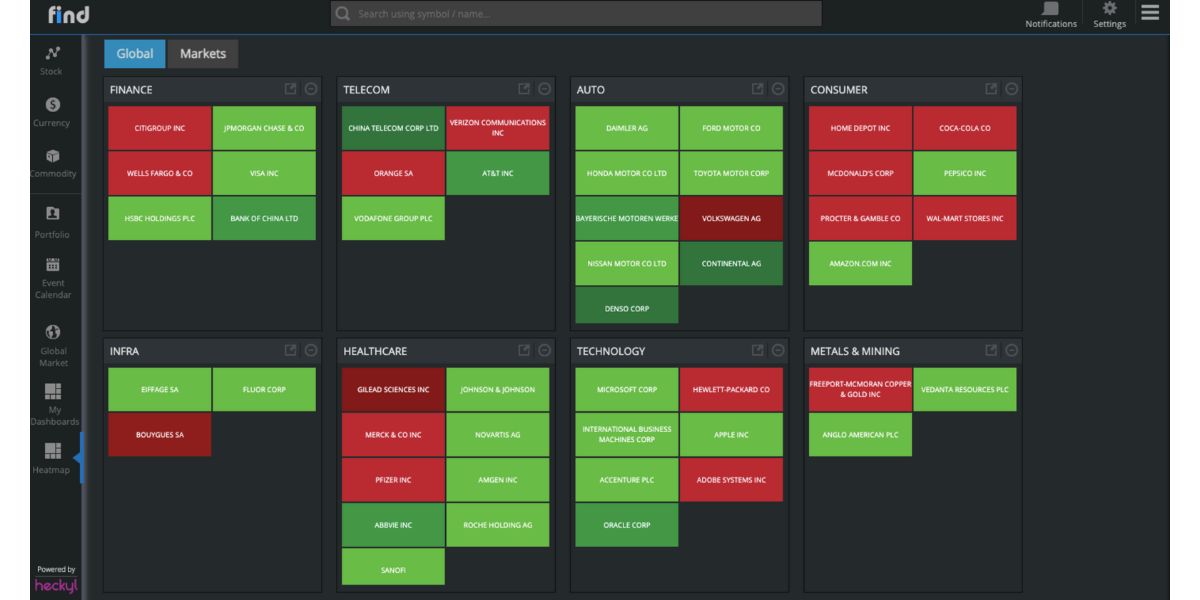 find
Search using symbol / name...
Notifications
Settings
Stock
Currency
Commodity
Portfolio
Event
Calendar
Global
Market
My
Dashboards
Heatmap
Powered by
heckyl
Global
Markets
FINANCE
CITIGROUP INC
JPMORGAN CHASE & CO
WELLS FARGO & CO
VISA INC
HSBC HOLDINGS PLC
BANK OF CHINA LTD
TELECOM
CHINA TELECOM CORP LTD
VERIZON COMMUNICATIONS
INC
ORANGE SA
AT&T INC
VODAFONE GROUP PLC
AUTO
DAIMLER AG
FORD MOTOR CO
HONDA MOTOR CO LTD
TOYOTA MOTOR CORP
BAYERISCHE MOTOREN WERKE
VOLKSWAGEN AG
NISSAN MOTOR CO LTD
CONTINENTAL AG
DENSO CORP
CONSUMER
HOME DEPOT INC
COCA-COLA CO
MCDONALD'S CORP
PEPSICO INC
PROCTER & GAMBLE CO
WAL-MART STORES INC
AMAZON.COM INC
INFRA
EIFFAGE SA
FLUOR CORP
BOUYGUES SA
HEALTHCARE
GILEAD SCIENCES INC
JOHNSON & JOHNSON
MERCK & CO INC
NOVARTIS AG
PFIZER INC
AMGEN INC
ABBVIE INC
ROCHE HOLDING AG
SANOFI
TECHNOLOGY
MICROSOFT CORP
HEWLETT-PACKARD CO
INTERNATIONAL BUSINESS
MACHINES CORP
APPLE INC
ACCENTURE PLC
ADOBE SYSTEMS INC
ORACLE CORP
METALS & MINING
FREEPORT-MCMORAN COPPER
& GOLD INC
VEDANTA RESOURCES PLC
ANGLO AMERICAN PLC